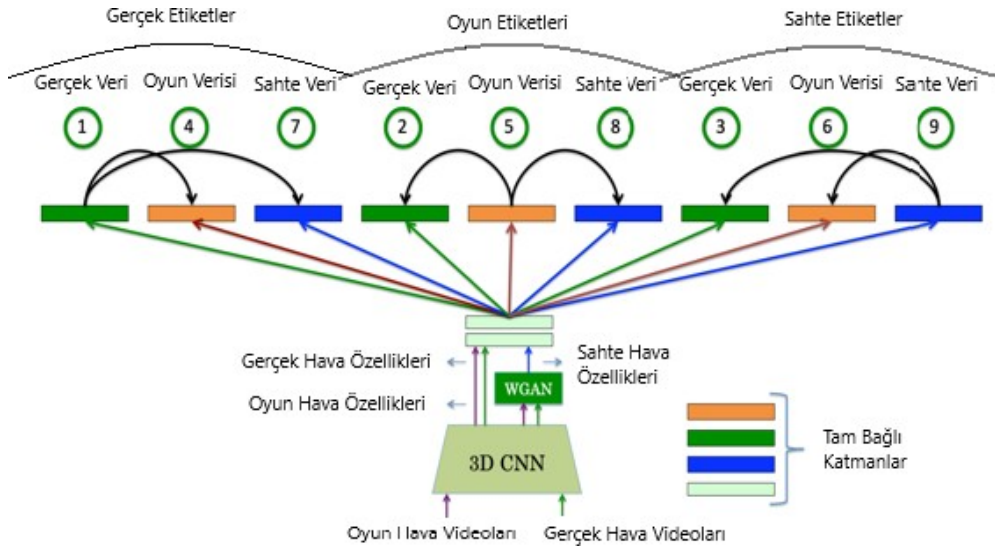 Gerçek Etiketler
Oyun Etiketleri
Sahte Etiketler
Gerçek Veri
Oyun Verisi
Sahte Veri
Gerçek Veri
Oyun Verisi
Sahte Veri
Gerçek Veri
Oyun Verisi
Sahte Veri
1
4
7
2
5
8
3
6
9
Gerçek Hava Özellikleri
Oyun Hava Özellikleri
Sahte Hava
Özellikleri
WGAN
3D CNN
Oyun Hava Videoları
Gerçek Hava Videoları
Tam Bağlı
Katmanlar